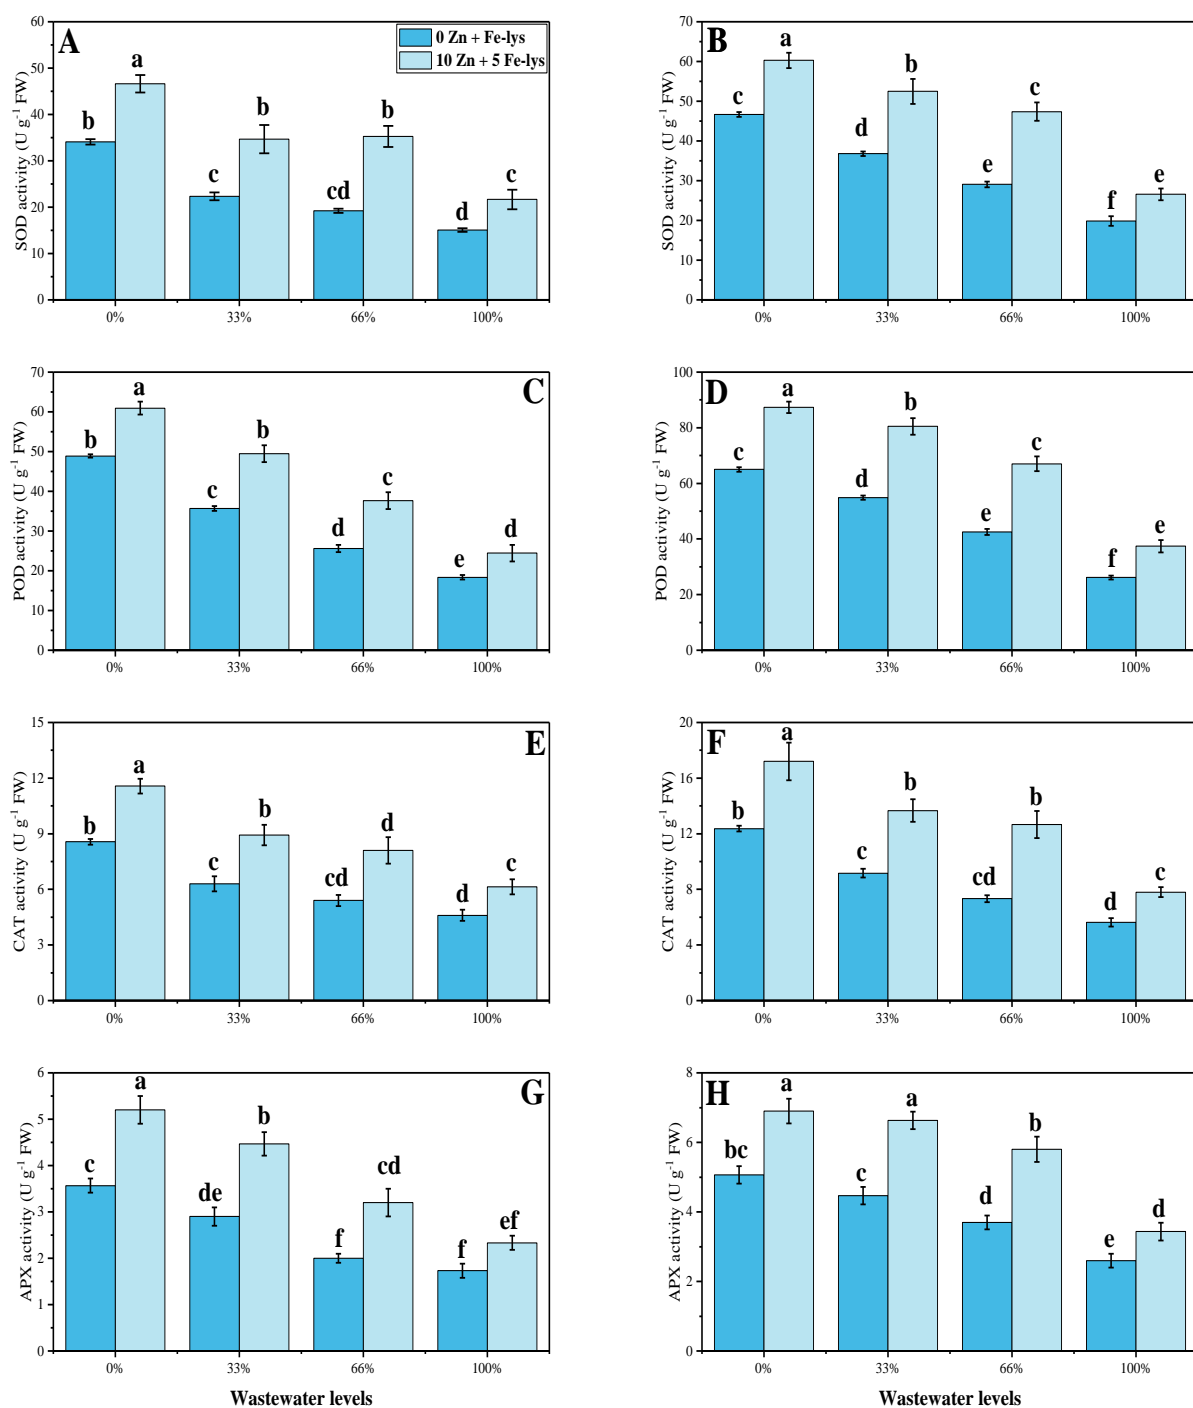 A
0 Zn + Fe-lys
10 Zn + 5 Fe-lys
SOD activity (U g⁻¹ FW)
60
50
40
30
20
10
0
b
a
c
b
cd
b
d
c
0%
33%
66%
100%
B
SOD activity (U g⁻¹ FW)
70
60
50
40
30
20
10
0
c
a
d
b
e
c
f
e
0%
33%
66%
100%
C
POD activity (U g⁻¹ FW)
70
60
50
40
30
20
10
0
b
a
c
b
d
c
e
d
0%
33%
66%
100%
D
POD activity (U g⁻¹ FW)
100
80
60
40
20
0
c
a
d
b
e
c
f
e
0%
33%
66%
100%
E
CAT activity (U g⁻¹ FW)
15
12
9
6
3
0
b
a
c
b
cd
d
d
c
0%
33%
66%
100%
F
CAT activity (U g⁻¹ FW)
20
16
12
8
4
0
b
a
c
b
cd
b
d
c
0%
33%
66%
100%
G
APX activity (U g⁻¹ FW)
6
5
4
3
2
1
0
c
a
de
b
f
cd
f
ef
0%
33%
66%
100%
Wastewater levels
H
APX activity (U g⁻¹ FW)
8
6
4
2
0
bc
a
c
a
d
b
e
d
0%
33%
66%
100%
Wastewater levels